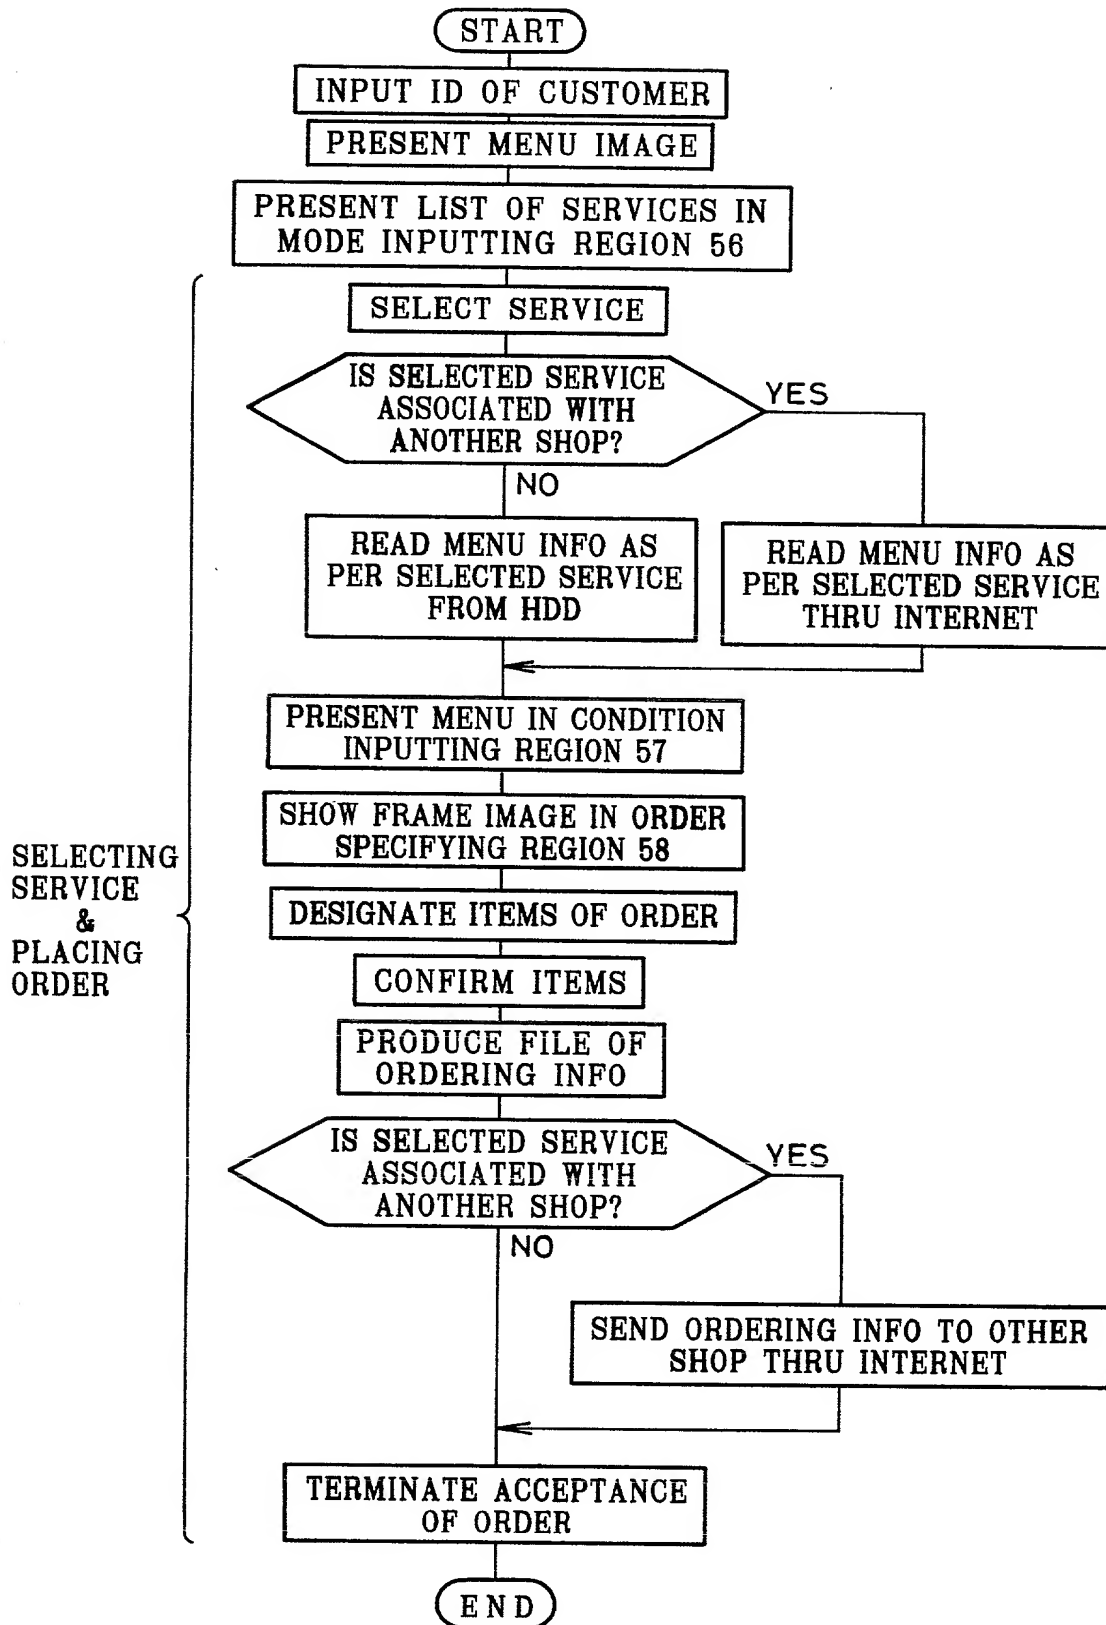 START
INPUT ID OF CUSTOMER
PRESENT MENU IMAGE
PRESENT LIST OF SERVICES IN
MODE INPUTTING REGION 56
SELECT SERVICE
IS SELECTED SERVICE
ASSOCIATED WITH
ANOTHER SHOP?
YES
NO
READ MENU INFO AS
PER SELECTED SERVICE
FROM HDD
READ MENU INFO AS
PER SELECTED SERVICE
THRU INTERNET
PRESENT MENU IN CONDITION
INPUTTING REGION 57
SHOW FRAME IMAGE IN ORDER
SPECIFYING REGION 58
SELECTING
SERVICE
&
PLACING
ORDER
DESIGNATE ITEMS OF ORDER
CONFIRM ITEMS
PRODUCE FILE OF
ORDERING INFO
IS SELECTED SERVICE
ASSOCIATED WITH
ANOTHER SHOP?
YES
NO
SEND ORDERING INFO TO OTHER
SHOP THRU INTERNET
TERMINATE ACCEPTANCE
OF ORDER
END